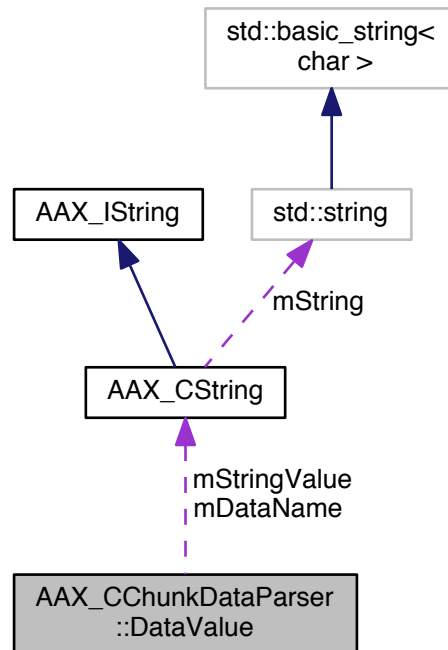 std::basic_string<
char >
AAX_IString
std::string
mString
AAX_CString
mStringValue
mDataName
AAX_CChunkDataParser
::DataValue